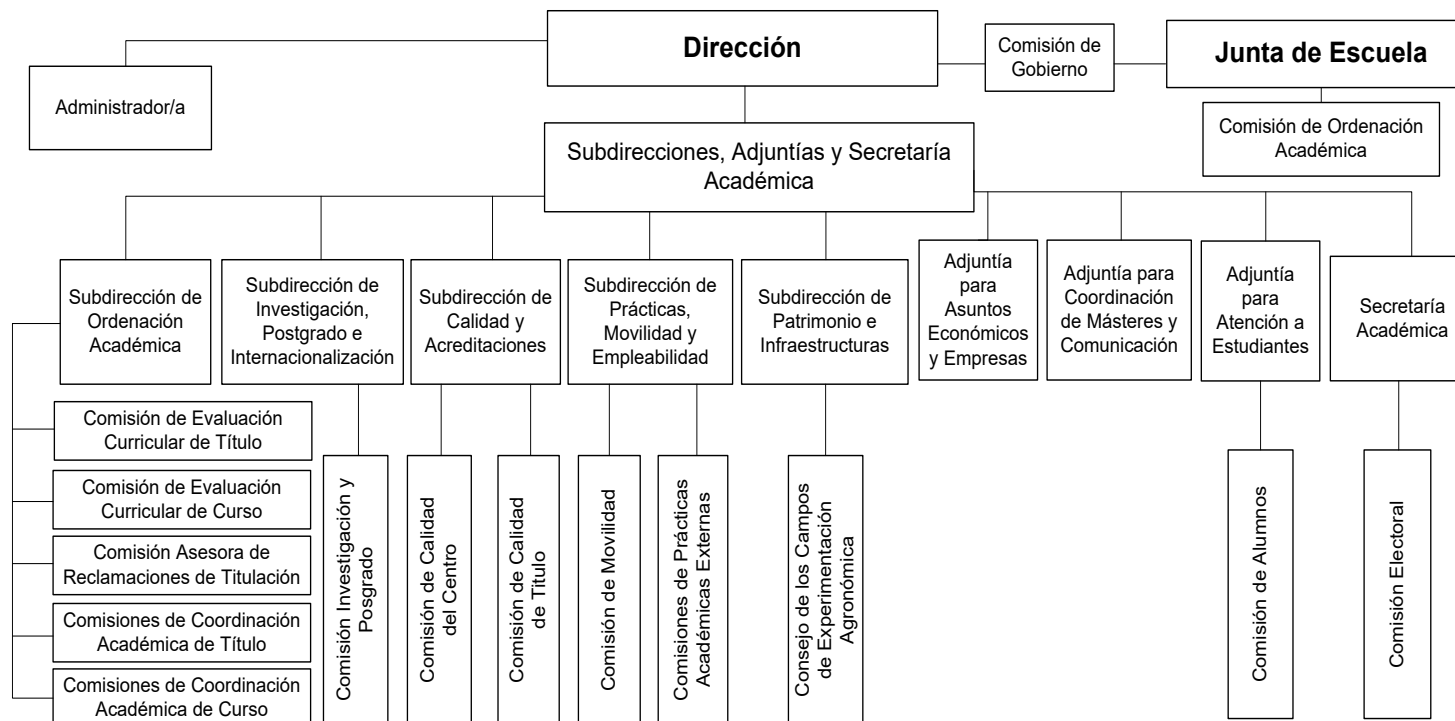 Dirección
Comisión de
Gobierno
Junta de Escuela
Administrador/a
Comisión de Ordenación
Académica
Subdirecciones, Adjuntías y Secretaría
Académica
Subdirección de
Ordenación
Académica
Subdirección de
Investigación,
Postgrado e
Internacionalización
Subdirección de
Calidad y
Acreditaciones
Subdirección de
Prácticas,
Movilidad y
Empleabilidad
Subdirección de
Patrimonio e
Infraestructuras
Adjuntía
para
Asuntos
Económicos
y Empresas
Adjuntía para
Coordinación
de Másteres y
Comunicación
Adjuntía
para
Atención a
Estudiantes
Secretaría
Académica
Comisión de Evaluación
Curricular de Título
Comisión de Evaluación
Curricular de Curso
Comisión Asesora de
Reclamaciones de Titulación
Comisiones de Coordinación
Académica de Título
Comisiones de Coordinación
Académica de Curso
Comisión Investigación y
Posgrado
Comisión de Calidad
del Centro
Comisión de Calidad
de Titulo
Comisión de Movilidad
Comisiones de Prácticas
Académicas Externas
Consejo de los Campos
de Experimentación
Agronómica
Comisión de Alumnos
Comisión Electoral